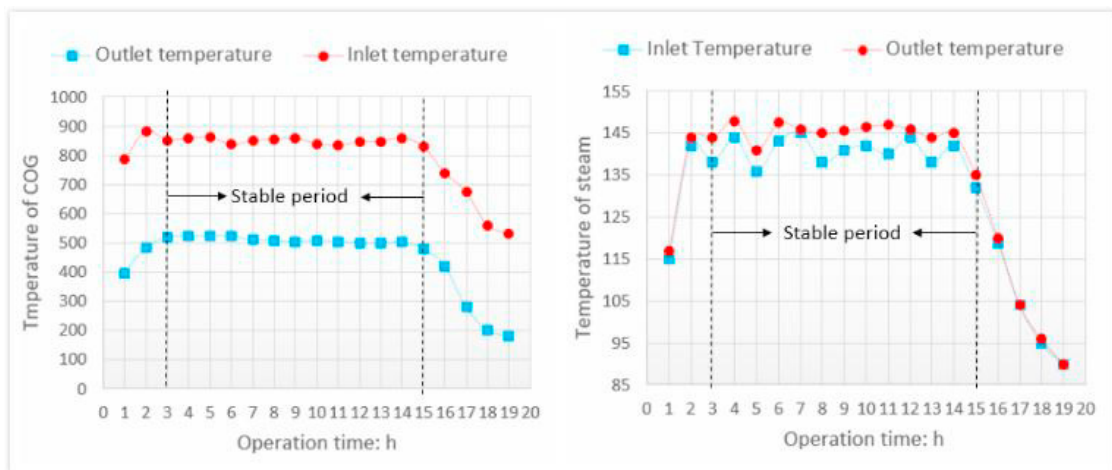 Outlet temperature Inlet temperature
1000
900
800
700
600
500
400
300
200
100
0
Tmperature of COG
Stable period
0 1 2 3 4 5 6 7 8 9 10 11 12 13 14 15 16 17 18 19 20
Operation time: h
Inlet Temperature Outlet temperature
155
145
135
125
115
105
95
85
Temperature of steam
Stable period
0 1 2 3 4 5 6 7 8 9 10 11 12 13 14 15 16 17 18 19 20
Operation time: h